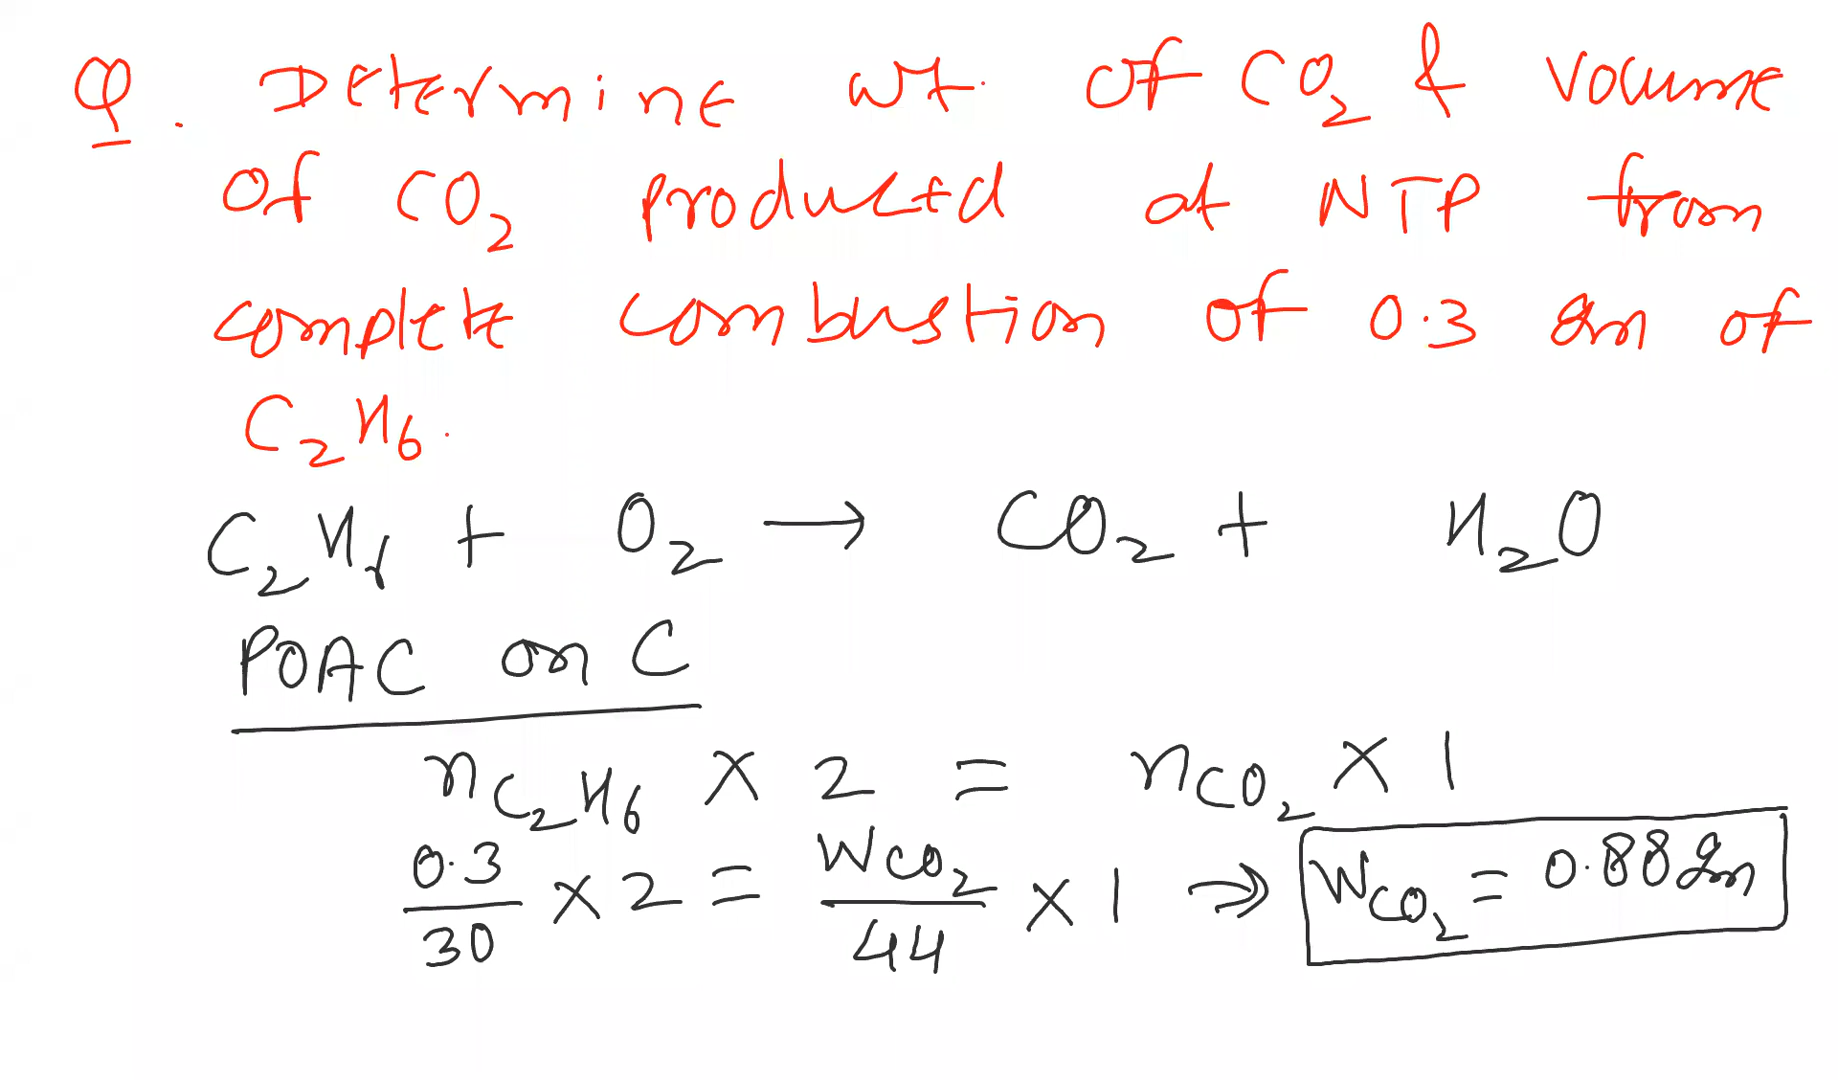 Q. Determine wt. of CO₂ & volume
of CO₂ produced at NTP from
complete combustion of 0.3 gm of
C₂H₆.
C₂H₆ + O₂ → CO₂ + H₂O
POAC on C
nC₂H₆ × 2 = nCO₂ × 1
0.3/30 × 2 = WCO₂/44 × 1 ⇒ WCO₂ = 0.88 gm